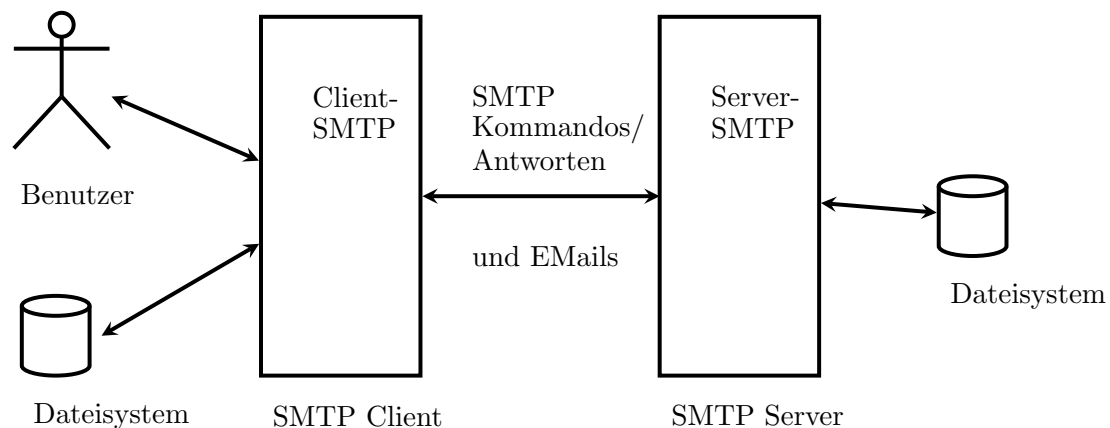 Client-
SMTP
SMTP
Kommandos/
Antworten
Server-
SMTP
Benutzer
und EMails
Dateisystem
Dateisystem
SMTP Client
SMTP Server